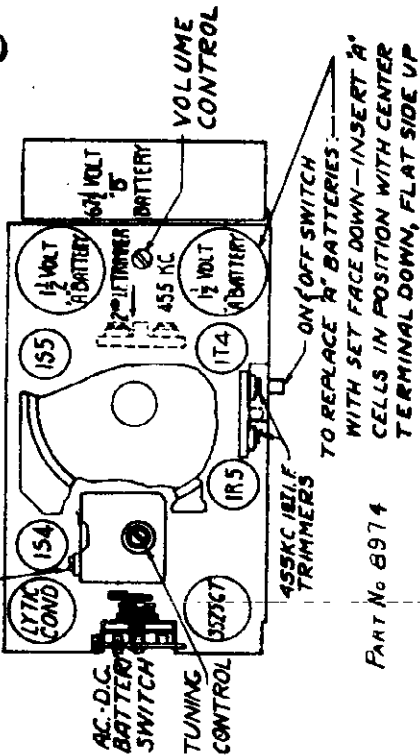 67½ VOLT
"B"
BATTERY
VOLUME
CONTROL
1½ VOLT
"A" BATTERY
2ND IF TRIMMER
455 KC
1½ VOLT
"A" BATTERY
1S5
1T4
1S4
1R5
LYTIC
COND
35Z5GT
AC.-D.C.
BATTERY
SWITCH
TUNING
CONTROL
455KC 1ST I.F.
TRIMMERS
ON & OFF SWITCH
TO REPLACE "A" BATTERIES:—
WITH SET FACE DOWN—INSERT "A"
CELLS IN POSITION WITH CENTER
TERMINAL DOWN, FLAT SIDE UP
PART No 8974